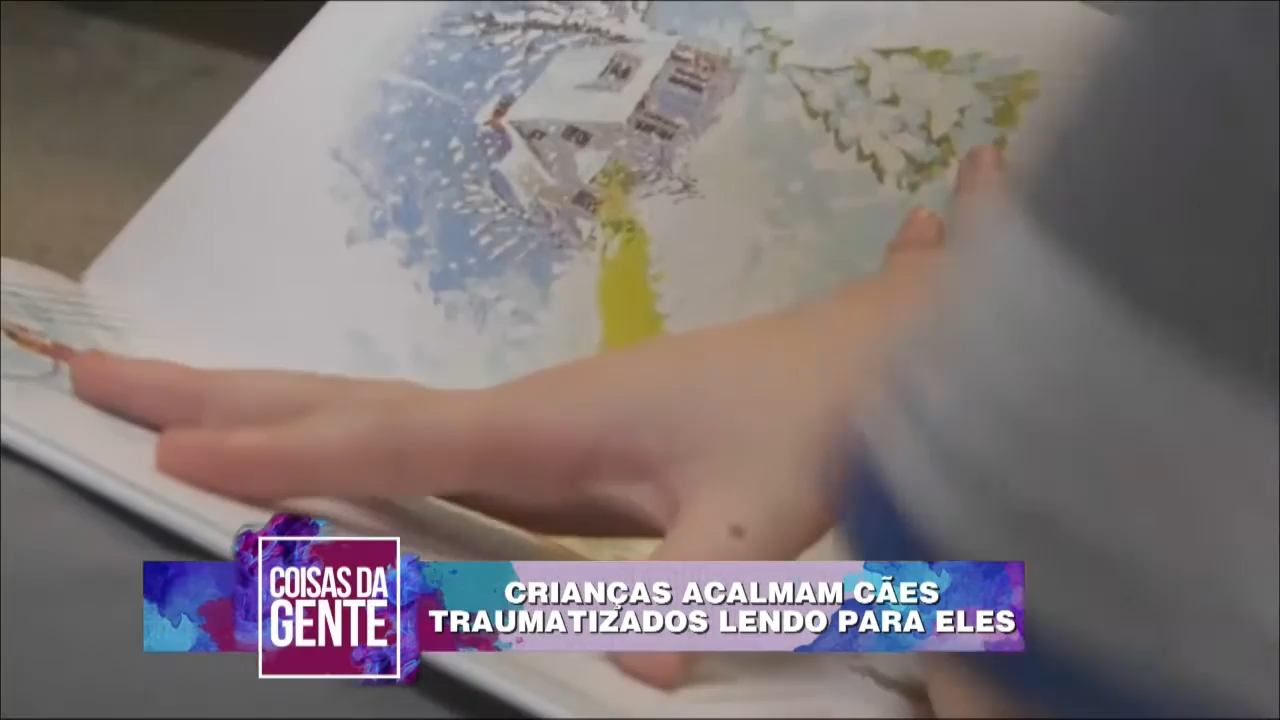 COISAS DA
GENTE
CRIANÇAS ACALMAM CÃES
TRAUMATIZADOS LENDO PARA ELES